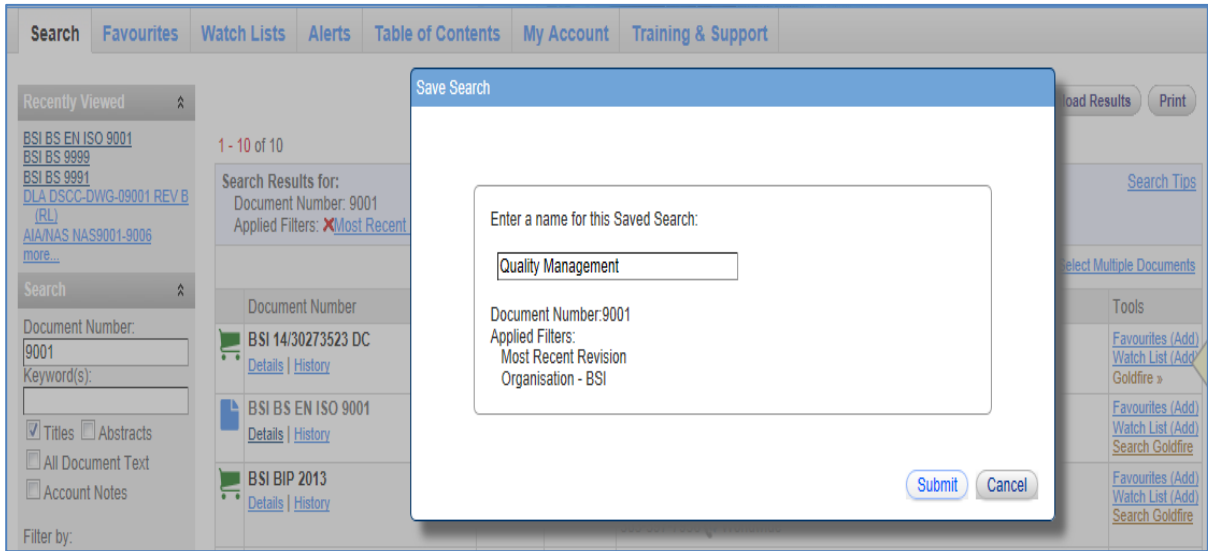 Search Favourites Watch Lists Alerts Table of Contents My Account Training & Support
Recently Viewed
BSI BS EN ISO 9001
BSI BS 9999
BSI BS 9991
DLA DSCC-DWG-09001 REV B
(RL)
AIA/NAS NAS9001-9006
more...
Search
Document Number:
9001
Keyword(s):
Titles Abstracts
All Document Text
Account Notes
Filter by:
1 - 10 of 10
Search Results for:
Document Number: 9001
Applied Filters: Most Recent
Document Number
BSI 14/30273523 DC
Details | History
BSI BS EN ISO 9001
Details | History
BSI BIP 2013
Details | History
Save Search
Enter a name for this Saved Search:
Quality Management
Document Number:9001
Applied Filters:
Most Recent Revision
Organisation - BSI
Submit Cancel
load Results Print
Search Tips
Select Multiple Documents
Tools
Favourites (Add)
Watch List (Add)
Goldfire »
Favourites (Add)
Watch List (Add)
Search Goldfire
Favourites (Add)
Watch List (Add)
Search Goldfire